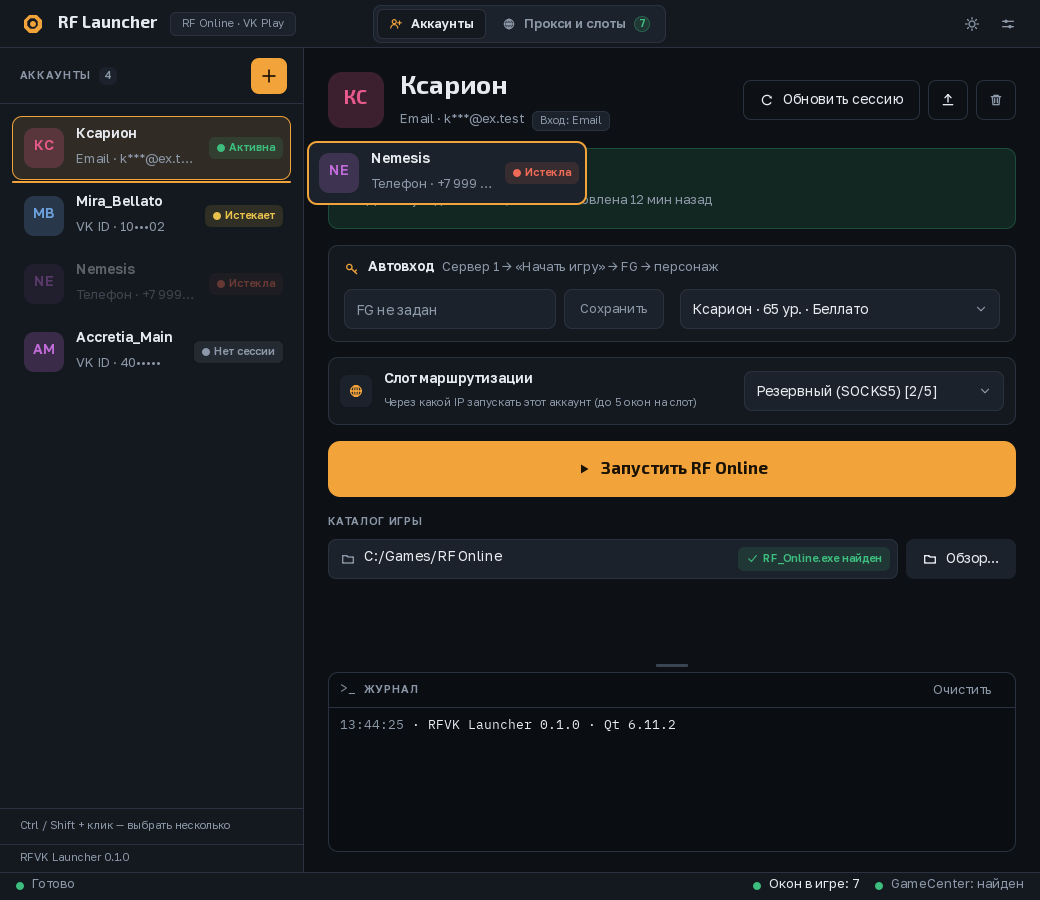 RF Launcher
RF Online · VK Play
Аккаунты
Прокси и слоты 7
АККАУНТЫ 4
КС
Ксарион
Email · k***@ex.t...
Активна
MB
Mira_Bellato
VK ID · 10•••02
Истекает
NE
Nemesis
Телефон · +7 999...
Истекла
AM
Accretia_Main
VK ID · 40•••••
Нет сессии
Ctrl / Shift + клик — выбрать несколько
RFVK Launcher 0.1.0
КС
Ксарион
Email · k***@ex.test
Вход: Email
Обновить сессию
NE
Nemesis
Телефон · +7 999 ...
Истекла
овлена 12 мин назад
Автовход Сервер 1 → «Начать игру» → FG → персонаж
FG не задан
Сохранить
Ксарион · 65 ур. · Беллато
Слот маршрутизации
Через какой IP запускать этот аккаунт (до 5 окон на слот)
Резервный (SOCKS5) [2/5]
Запустить RF Online
КАТАЛОГ ИГРЫ
C:/Games/RF Online
RF_Online.exe найден
Обзор...
>_ ЖУРНАЛ
Очистить
13:44:25 · RFVK Launcher 0.1.0 · Qt 6.11.2
Готово
Окон в игре: 7
GameCenter: найден